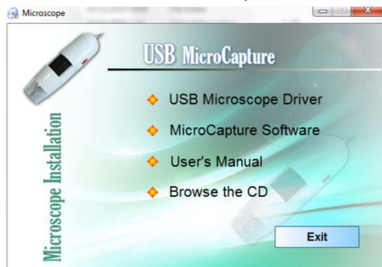 Microscope
USB MicroCapture
USB Microscope Driver
MicroCapture Software
User's Manual
Browse the CD
Microscope Installation
Exit